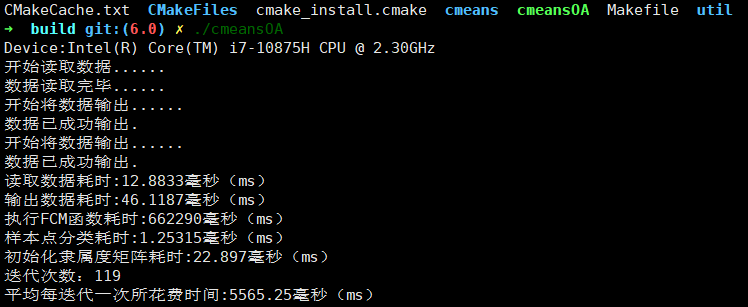 CMakeCache.txt  CMakeFiles  cmake_install.cmake  cmeans  cmeansOA  Makefile  util
➜  build git:(6.0) ✗ ./cmeansOA
Device:Intel(R) Core(TM) i7-10875H CPU @ 2.30GHz
开始读取数据......
数据读取完毕......
开始将数据输出......
数据已成功输出.
开始将数据输出......
数据已成功输出.
读取数据耗时:12.8833毫秒（ms）
输出数据耗时:46.1187毫秒（ms）
执行FCM函数耗时:662290毫秒（ms）
样本点分类耗时:1.25315毫秒（ms）
初始化隶属度矩阵耗时:22.897毫秒（ms）
迭代次数：119
平均每迭代一次所花费时间:5565.25毫秒（ms）